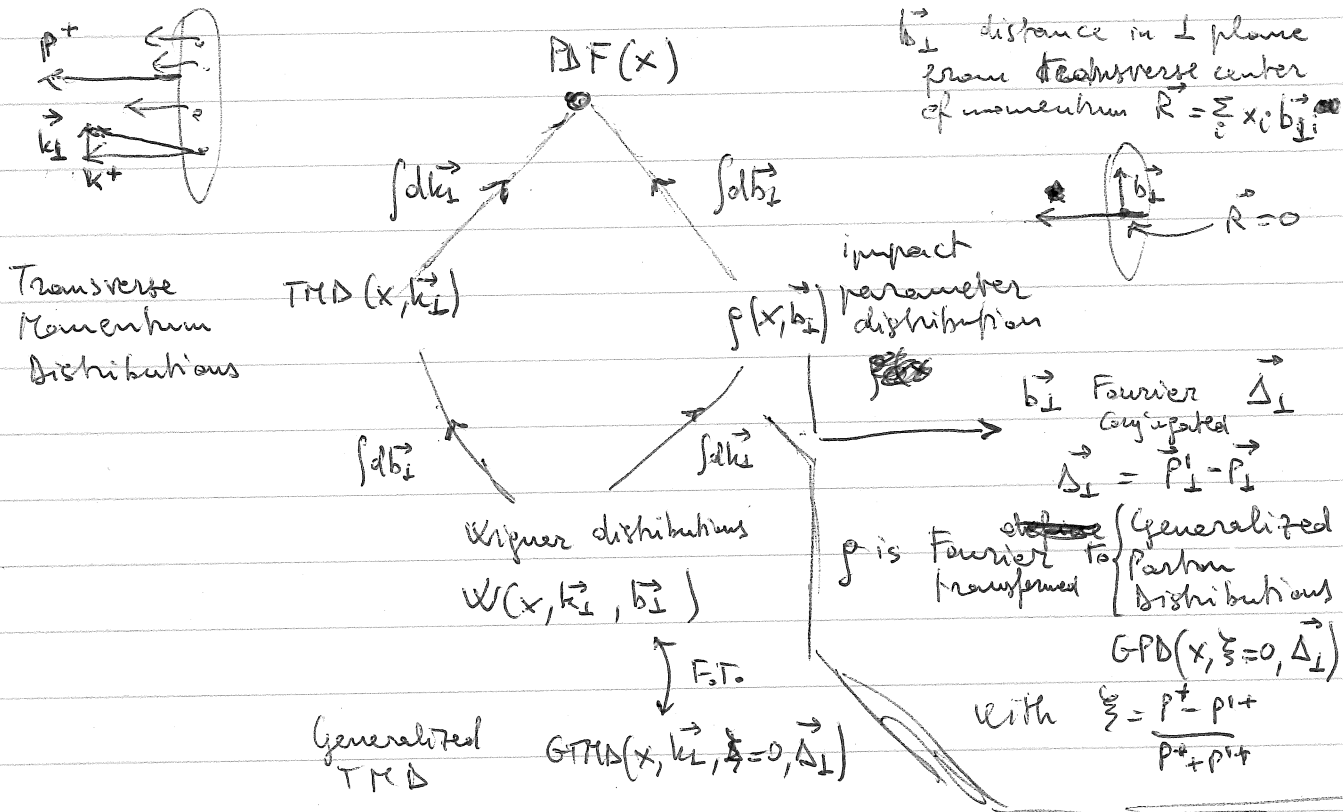 P⁺
k⃗⊥
k⁺
PDF(x)
b⃗⊥ distance in ⊥ plane
from transverse center
of momentum R⃗ = Σᵢ xᵢ b⃗⊥ᵢ
∫dk⃗⊥
∫db⃗⊥
b⃗⊥
R⃗ = 0
Transverse
Momentum
Distributions
TMD (x, k⃗⊥)
ρ(x, b⃗⊥)
impact
parameter
distribution
∫db⃗⊥
∫dk⃗⊥
b⃗⊥ Fourier Δ⃗⊥
conjugated
Δ⃗⊥ = P⃗'⊥ - P⃗⊥
Wigner distributions
W(x, k⃗⊥, b⃗⊥)
ρ is Fourier to { Generalized
transformed Parton
Distributions
GPD(x, ξ=0, Δ⃗⊥)
with ξ = (P⁺ - P'⁺)/(P⁺ + P'⁺)
F.T.
Generalized
TMD
GTMD(x, k⃗⊥, ξ=0, Δ⃗⊥)